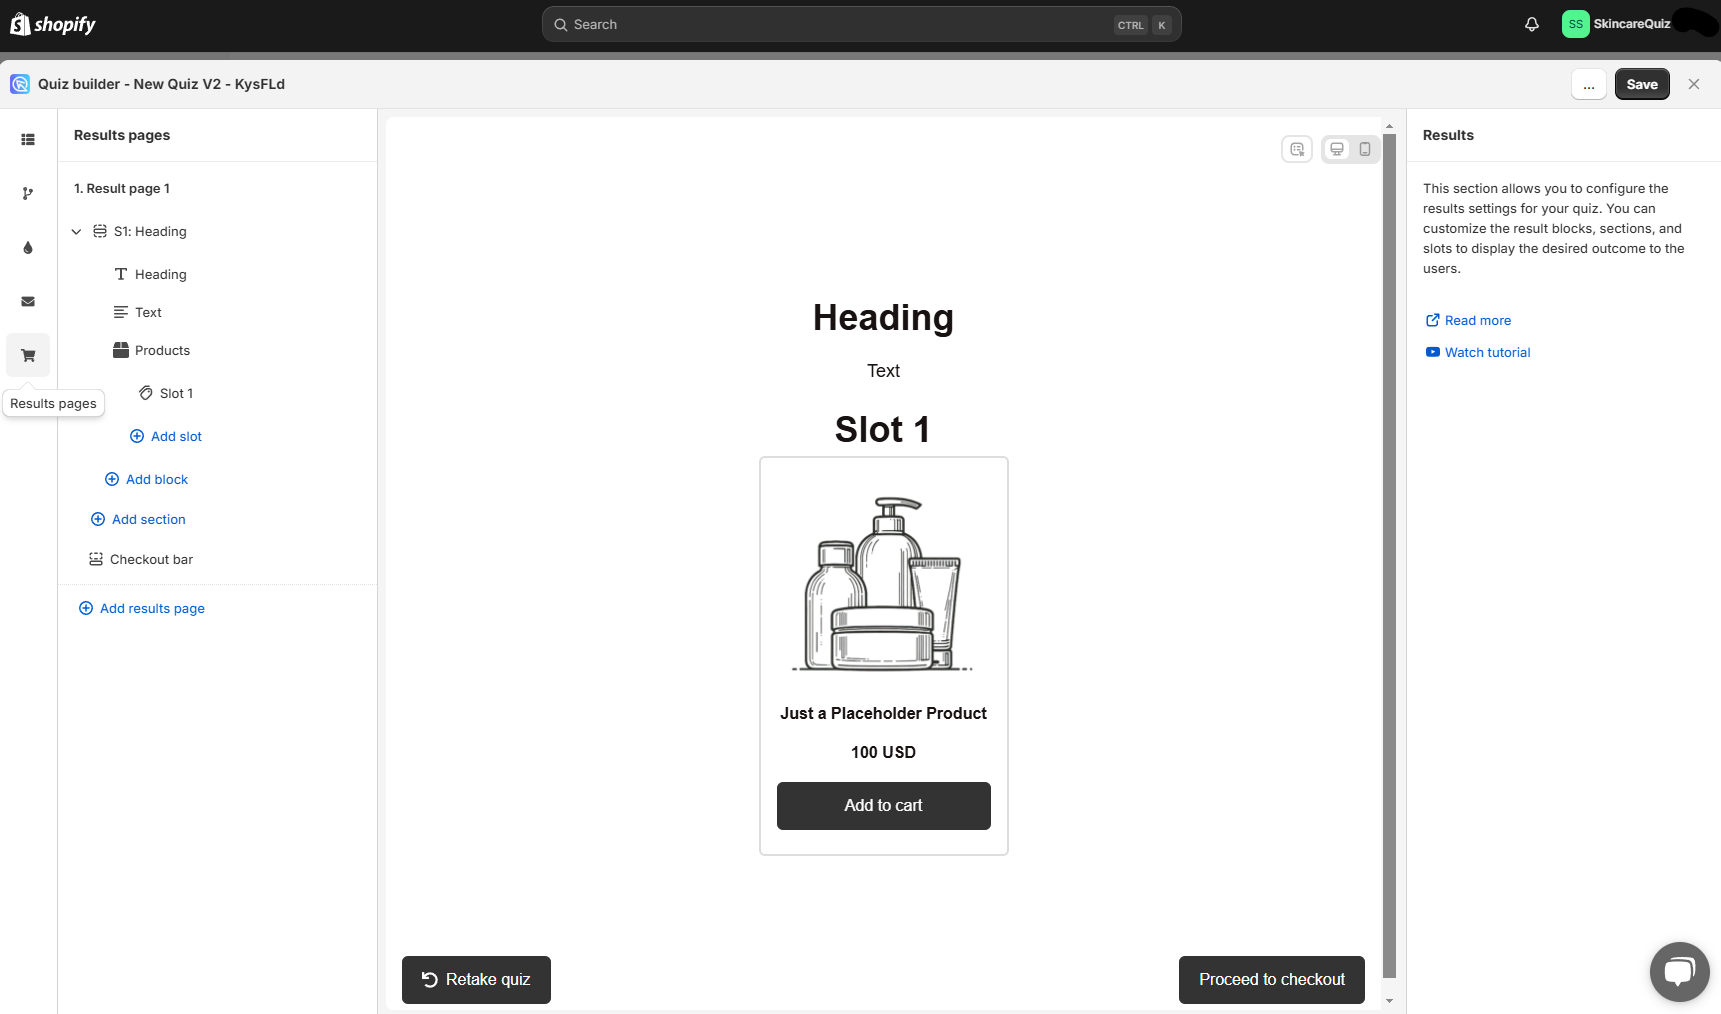 shopify
Search
CTRL K
SS
SkincareQuiz
Quiz builder - New Quiz V2 - KysFLd
...
Save
Results pages
1. Result page 1
S1: Heading
Heading
Text
Products
Slot 1
Add slot
Add block
Add section
Checkout bar
Add results page
Results pages
Heading
Text
Slot 1
Just a Placeholder Product
100 USD
Add to cart
Retake quiz
Proceed to checkout
Results
This section allows you to configure the
results settings for your quiz. You can
customize the result blocks, sections, and
slots to display the desired outcome to the
users.
Read more
Watch tutorial